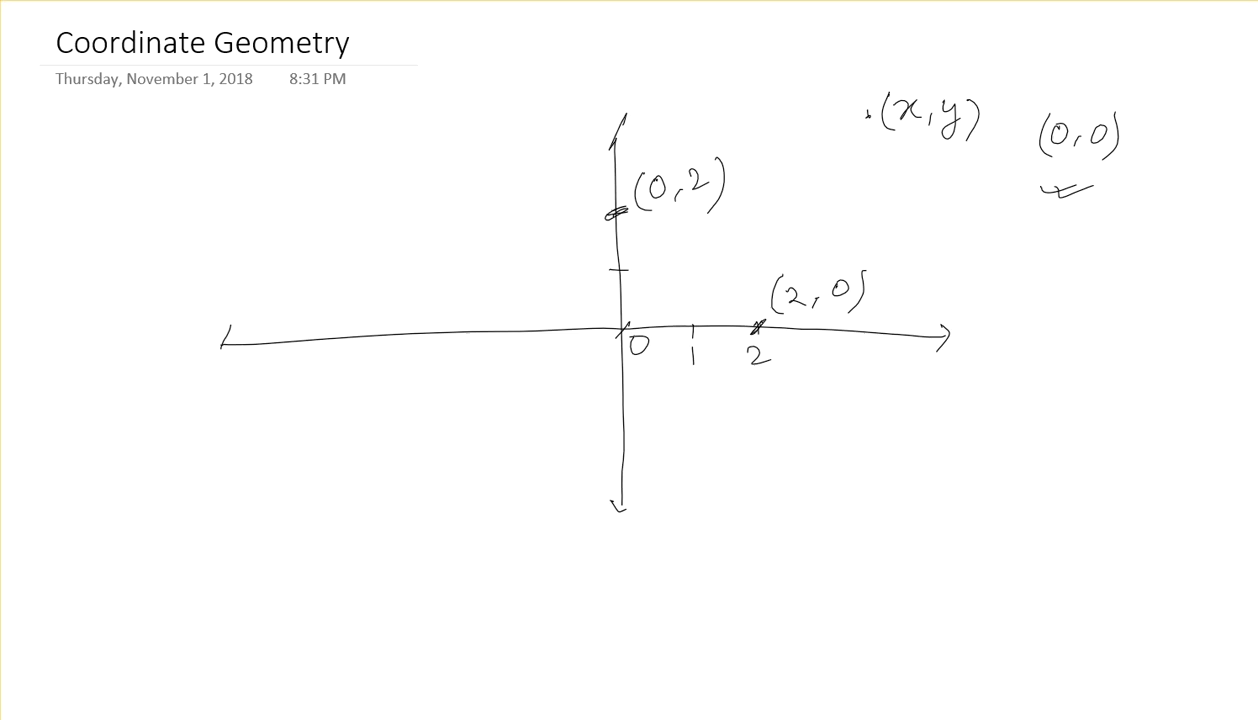 Coordinate Geometry
Thursday, November 1, 2018 8:31 PM
(x,y) (0,0)
(0,2)
(2,0)
0 1 2